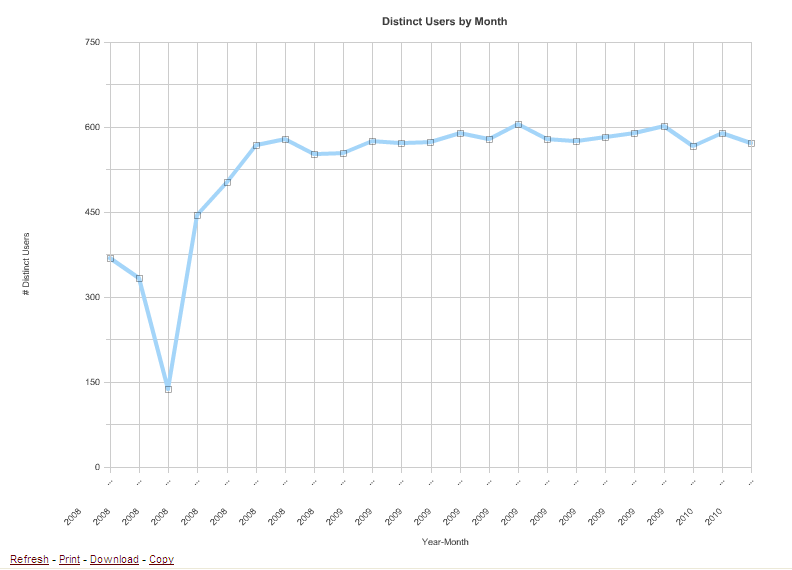 Distinct Users by Month
750
600
450
300
150
0
# Distinct Users
... ... ... ... ... ... ... ... ... ... ... ... ... ... ... ... ... ... ... ... ... ... ...
2008 2008 2008 2008 2008 2008 2008 2008 2008 2009 2009 2009 2009 2009 2009 2009 2009 2009 2009 2009 2009 2010 2010
Year-Month
Refresh - Print - Download - Copy